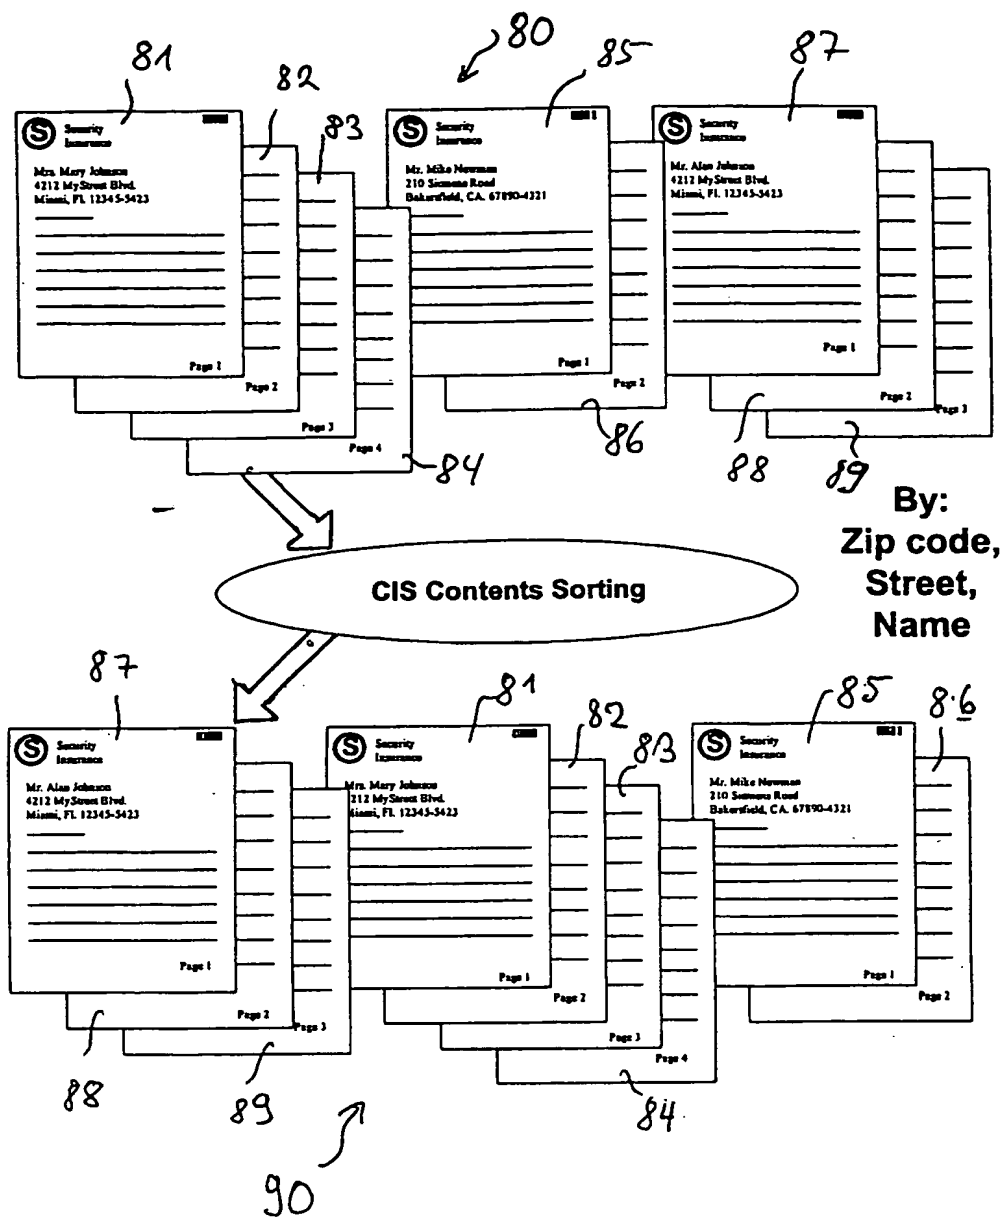 80
81
82
83
85
87
S Security
Insurance
Mrs. Mary Johnson
4212 MyStreet Blvd.
Miami, FL 12345-5423
Page 1
Page 2
Page 3
Page 4
84
S Security
Insurance
Mr. Mike Newman
210 Siemens Road
Bakersfield, CA. 67890-4321
Page 1
Page 2
86
S Security
Insurance
Mr. Alan Johnson
4212 MyStreet Blvd.
Miami, FL 12345-5423
Page 1
Page 2
Page 3
88
89
By:
Zip code,
Street,
Name
CIS Contents Sorting
87
S Security
Insurance
Mr. Alan Johnson
4212 MyStreet Blvd.
Miami, FL 12345-5423
Page 1
Page 2
Page 3
88
89
81
82
83
S Security
Insurance
Mrs. Mary Johnson
212 MyStreet Blvd.
Miami, FL 12345-5423
Page 1
Page 2
Page 3
Page 4
84
85
8.6
S Security
Insurance
Mr. Mike Newman
210 Siemens Road
Bakersfield, CA. 67890-4321
Page 1
Page 2
90